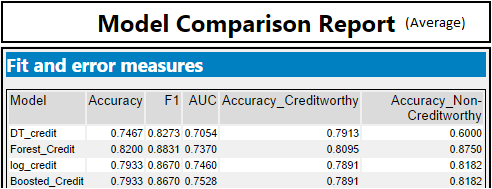 Model Comparison Report (Average)
Fit and error measures
Model Accuracy F1 AUC Accuracy_Creditworthy Accuracy_Non-
Creditworthy
DT_credit 0.7467 0.8273 0.7054 0.7913 0.6000
Forest_Credit 0.8200 0.8831 0.7370 0.8095 0.8750
log_credit 0.7933 0.8670 0.7460 0.7891 0.8182
Boosted_Credit 0.7933 0.8670 0.7528 0.7891 0.8182